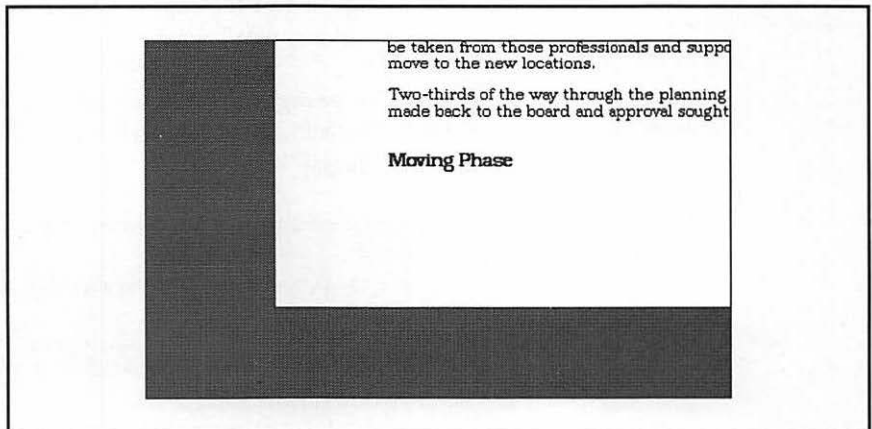 be taken from those professionals and
move to the new locations.
Two-thirds of the way through the planning
made back to the board and approval sought
Moving Phase